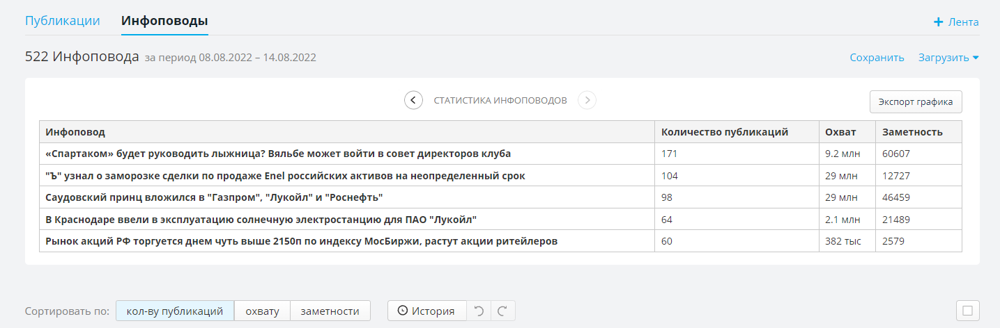 Публикации Инфоповоды + Лента
522 Инфоповода за период 08.08.2022 – 14.08.2022 Сохранить Загрузить
СТАТИСТИКА ИНФОПОВОДОВ Экспорт графика
Инфоповод Количество публикаций Охват Заметность
«Спартаком» будет руководить лыжница? Вяльбе может войти в совет директоров клуба 171 9.2 млн 60607
"Ъ" узнал о заморозке сделки по продаже Enel российских активов на неопределенный срок 104 29 млн 12727
Саудовский принц вложился в "Газпром", "Лукойл" и "Роснефть" 98 29 млн 46459
В Краснодаре ввели в эксплуатацию солнечную электростанцию для ПАО "Лукойл" 64 2.1 млн 21489
Рынок акций РФ торгуется днем чуть выше 2150п по индексу МосБиржи, растут акции ритейлеров 60 382 тыс 2579
Сортировать по: кол-ву публикаций охвату заметности История